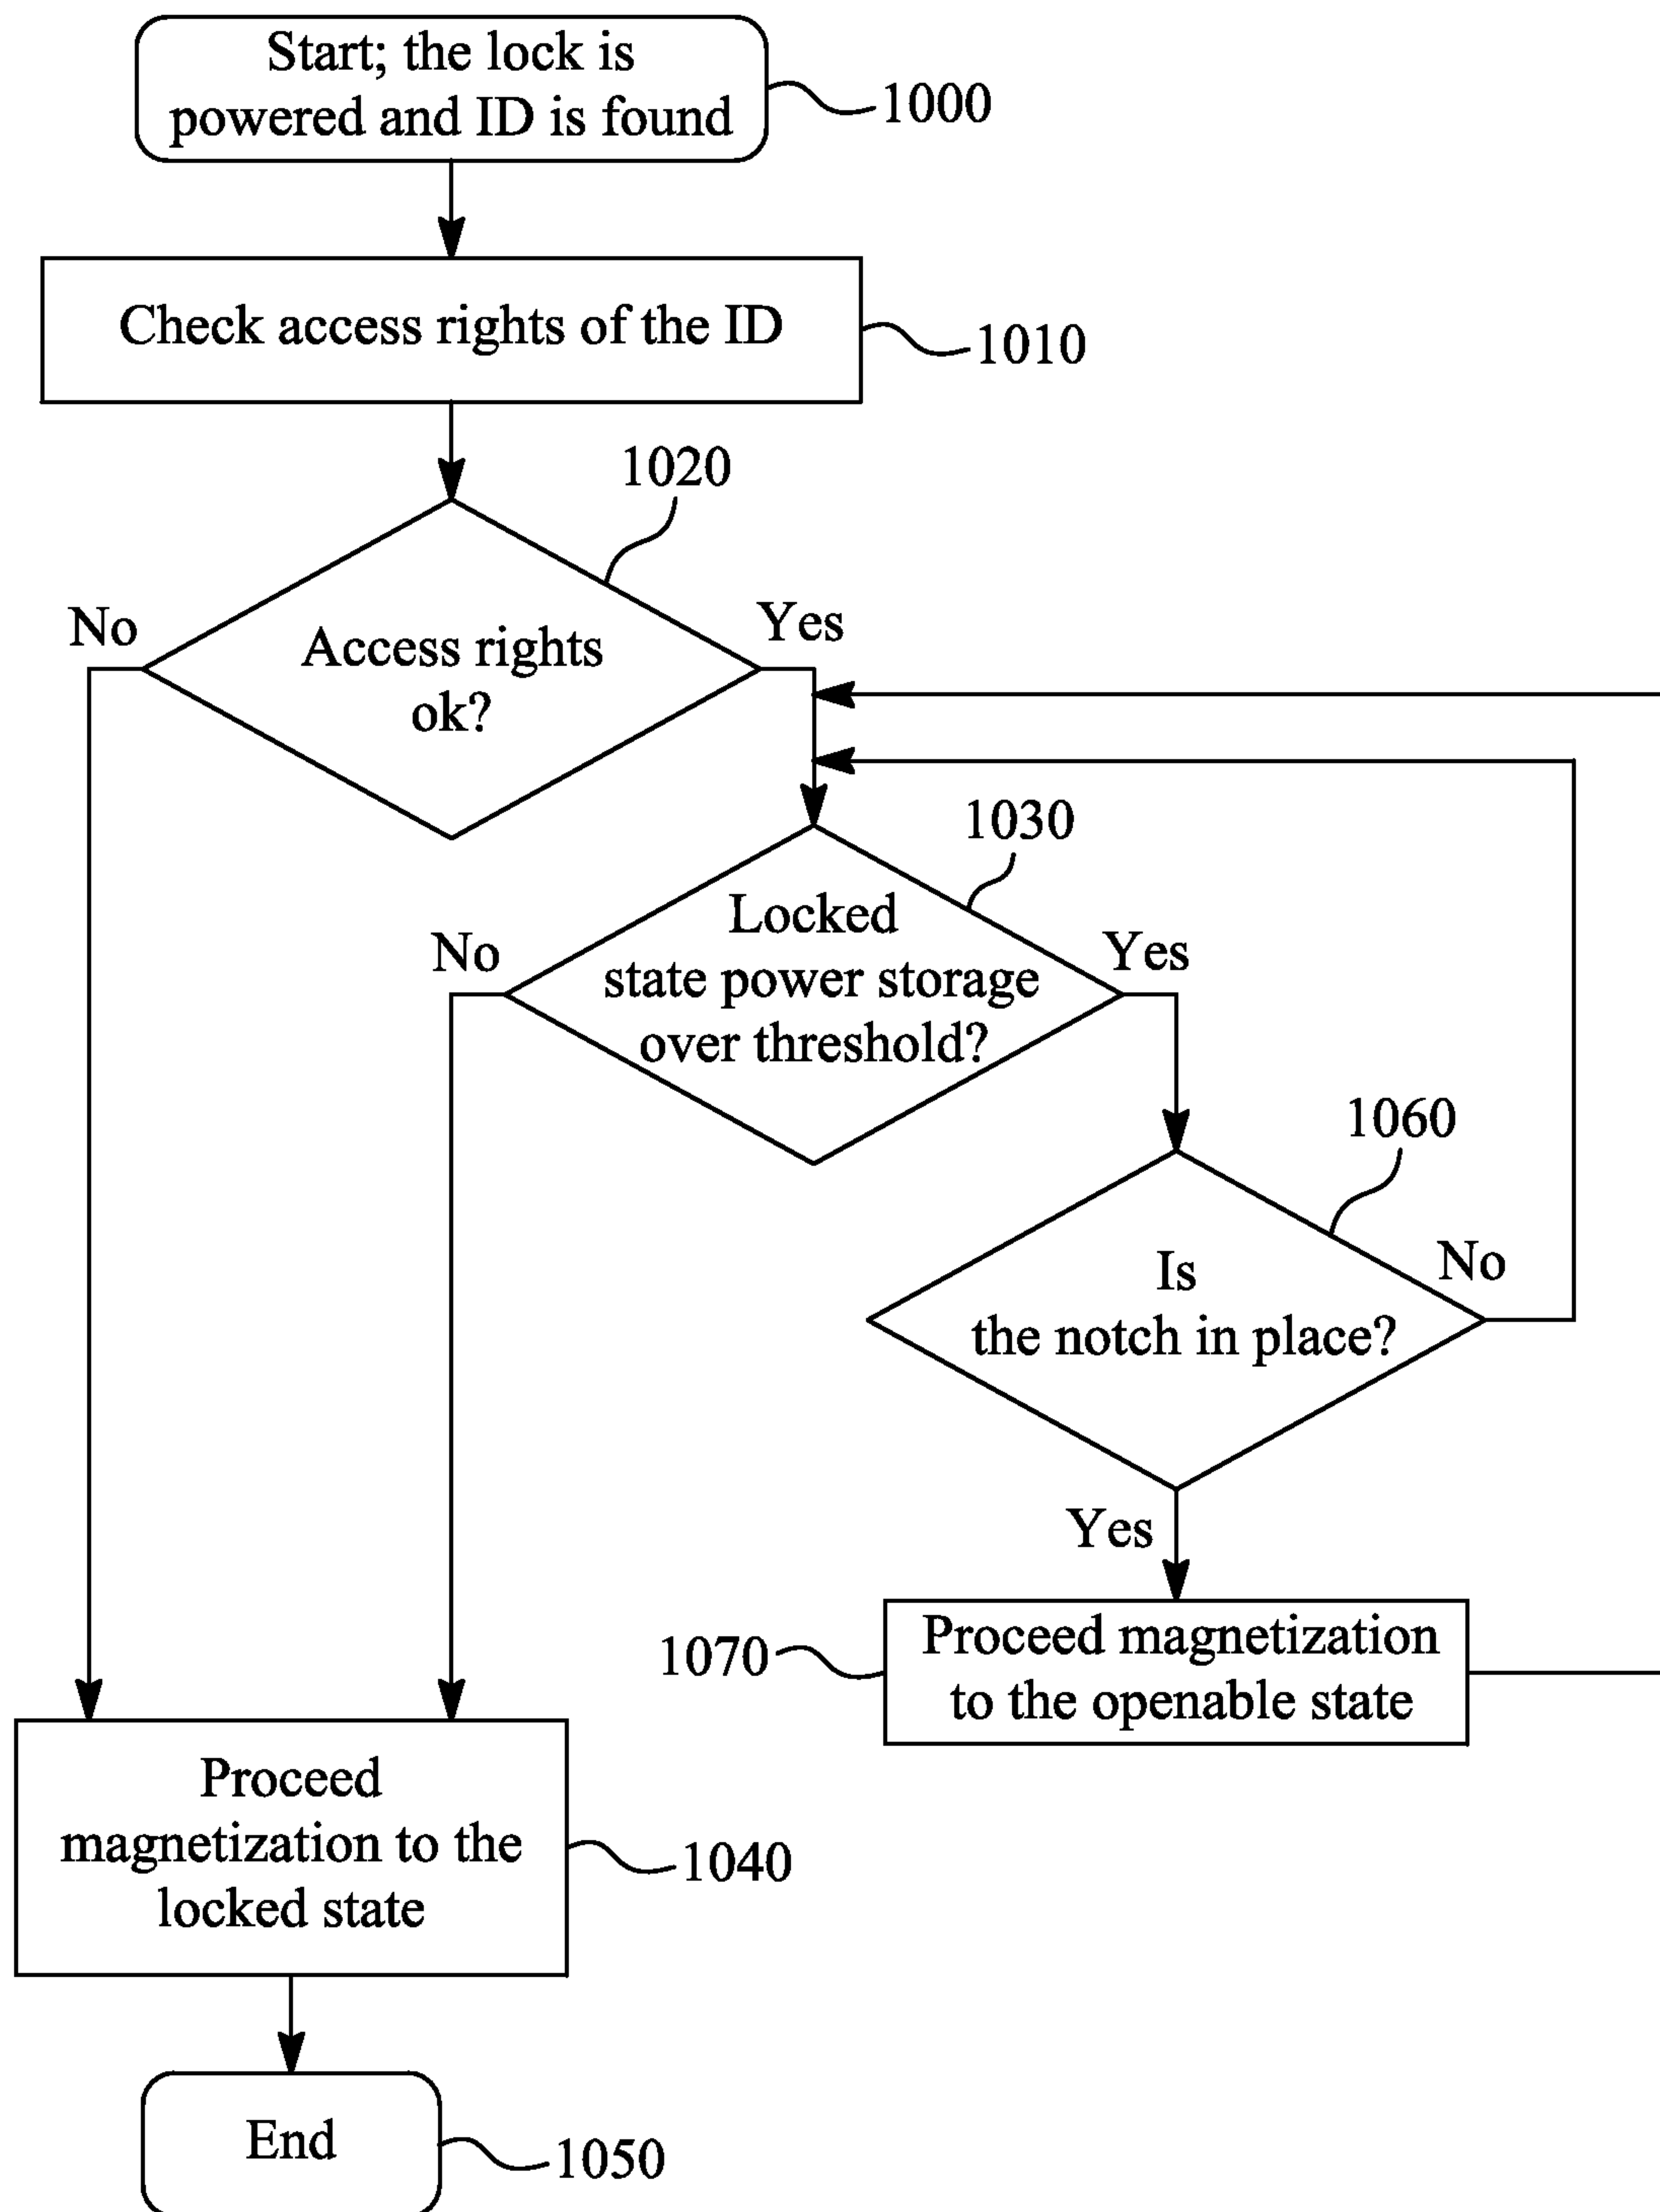 Start; the lock is
powered and ID is found
1000
Check access rights of the ID
1010
1020
No
Yes
Access rights
ok?
1030
No
Yes
Locked
state power storage
over threshold?
1060
No
Is
the notch in place?
Yes
1070
Proceed magnetization
to the openable state
Proceed
magnetization to the
locked state
1040
End
1050